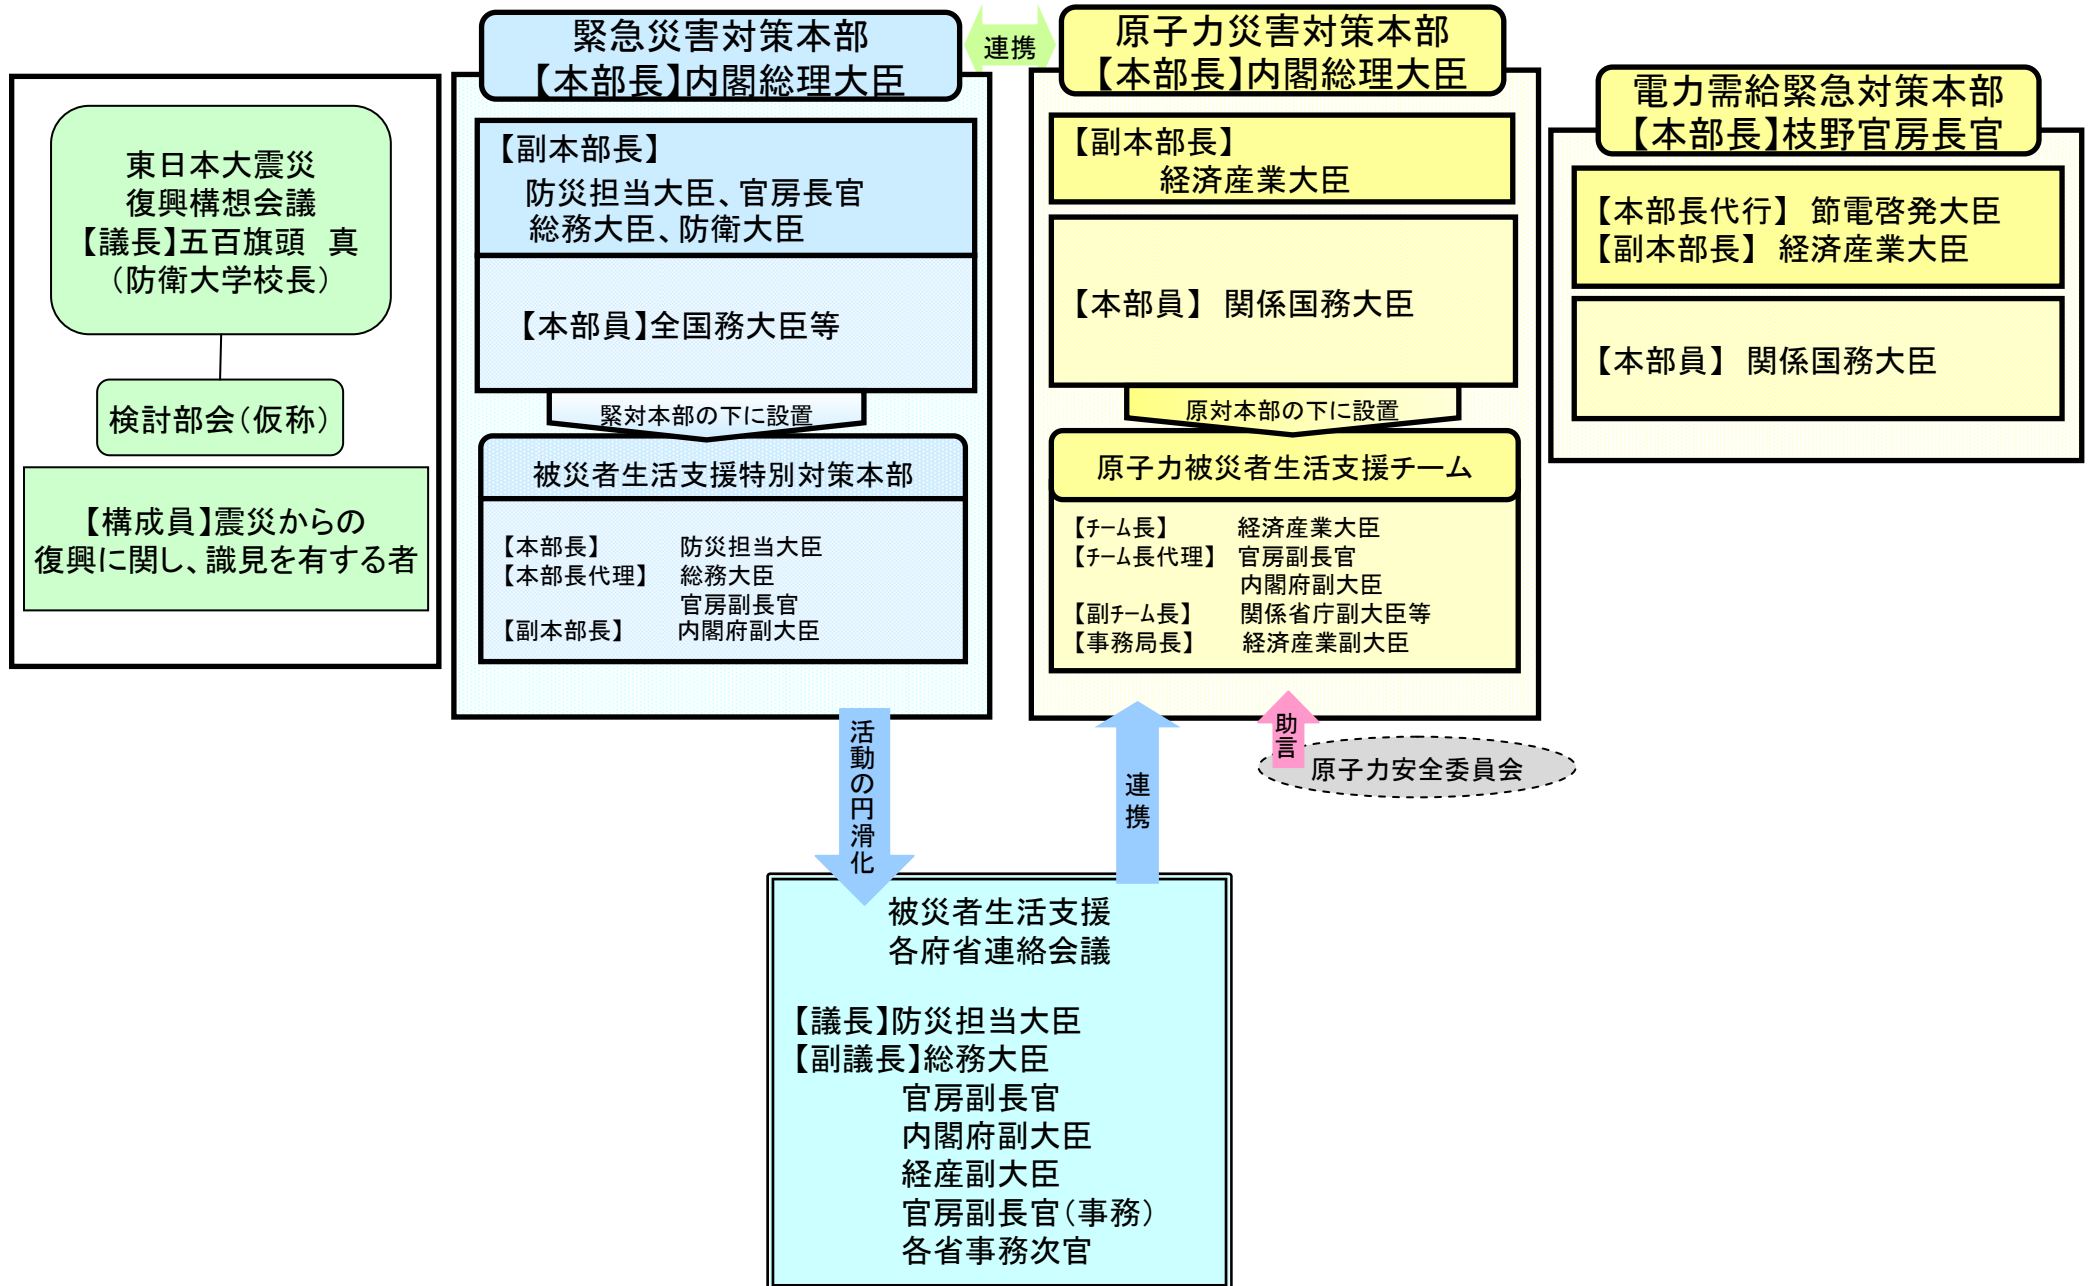 東日本大震災
復興構想会議
【議長】五百旗頭　真
（防衛大学校長）
検討部会（仮称）
【構成員】震災からの
復興に関し、識見を有する者
緊急災害対策本部
【本部長】内閣総理大臣
【副本部長】
防災担当大臣、官房長官
総務大臣、防衛大臣
【本部員】全国務大臣等
緊対本部の下に設置
被災者生活支援特別対策本部
【本部長】　防災担当大臣
【本部長代理】　総務大臣
官房副長官
【副本部長】　内閣府副大臣
連携
原子力災害対策本部
【本部長】内閣総理大臣
【副本部長】
経済産業大臣
【本部員】 関係国務大臣
原対本部の下に設置
原子力被災者生活支援チーム
【チーム長】　経済産業大臣
【チーム長代理】　官房副長官
内閣府副大臣
【副チーム長】　関係省庁副大臣等
【事務局長】　経済産業副大臣
電力需給緊急対策本部
【本部長】枝野官房長官
【本部長代行】 節電啓発大臣
【副本部長】 経済産業大臣
【本部員】 関係国務大臣
活動の円滑化
連携
助言
原子力安全委員会
被災者生活支援
各府省連絡会議
【議長】防災担当大臣
【副議長】総務大臣
官房副長官
内閣府副大臣
経産副大臣
官房副長官（事務）
各省事務次官